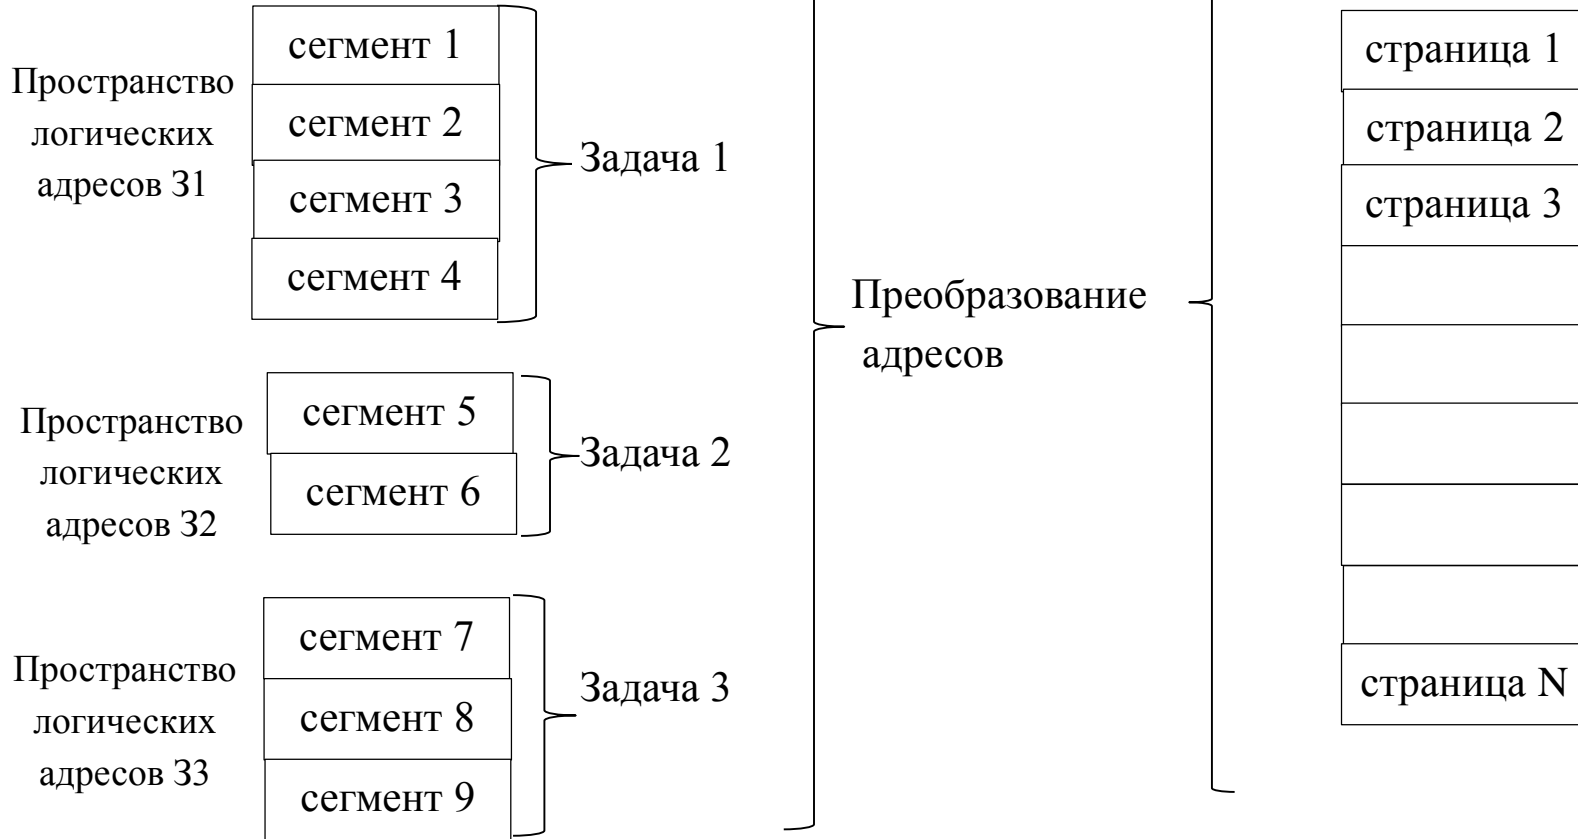 Пространство
логических
адресов З1
сегмент 1
сегмент 2
сегмент 3
сегмент 4
Задача 1
Пространство
логических
адресов З2
сегмент 5
сегмент 6
Задача 2
Пространство
логических
адресов З3
сегмент 7
сегмент 8
сегмент 9
Задача 3
Преобразование
адресов
страница 1
страница 2
страница 3
страница N